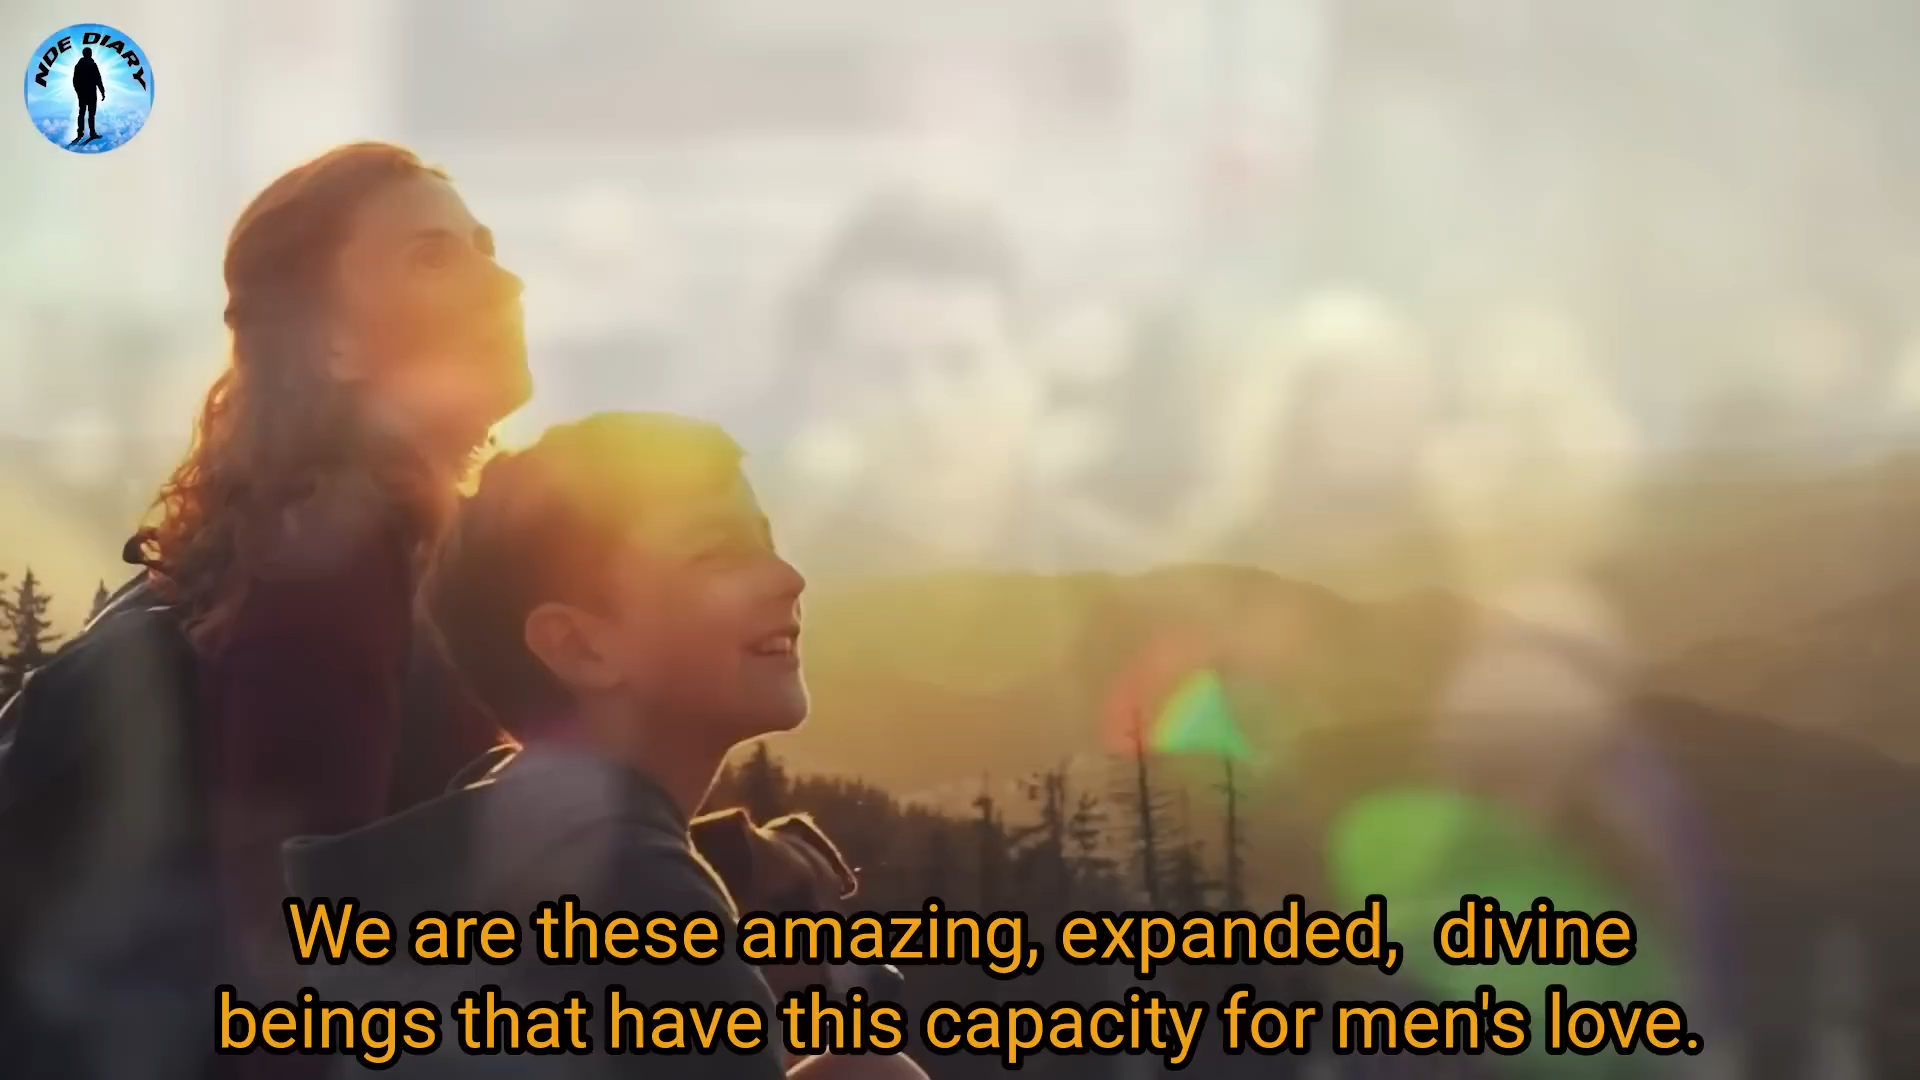 NDE DIARY
We are these amazing, expanded,  divine
beings that have this capacity for men's love.